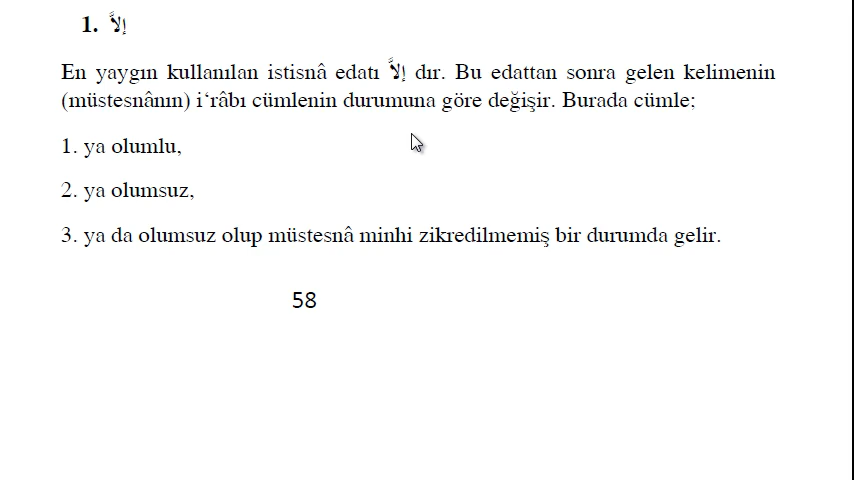 1. إلاَّ
En yaygın kullanılan istisnâ edatı إلاَّ dır. Bu edattan sonra gelen kelimenin
(müstesnânın) i‘râbı cümlenin durumuna göre değişir. Burada cümle;
1. ya olumlu,
2. ya olumsuz,
3. ya da olumsuz olup müstesnâ minhi zikredilmemiş bir durumda gelir.
58